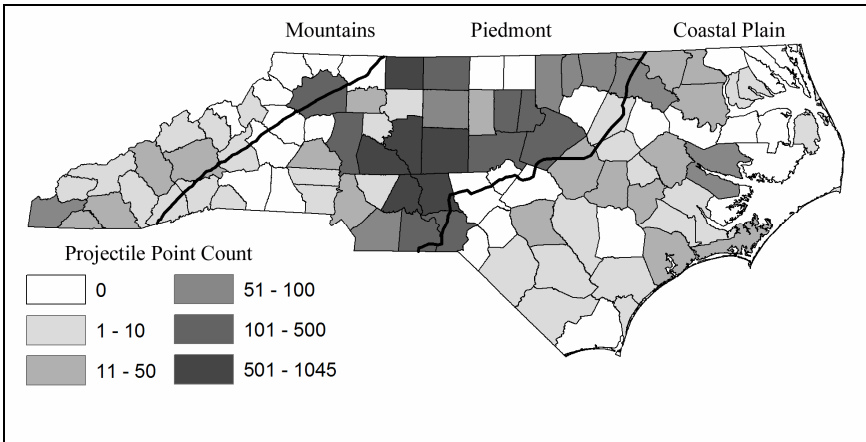 Mountains Piedmont Coastal Plain
Projectile Point Count
0 51 - 100
1 - 10 101 - 500
11 - 50 501 - 1045